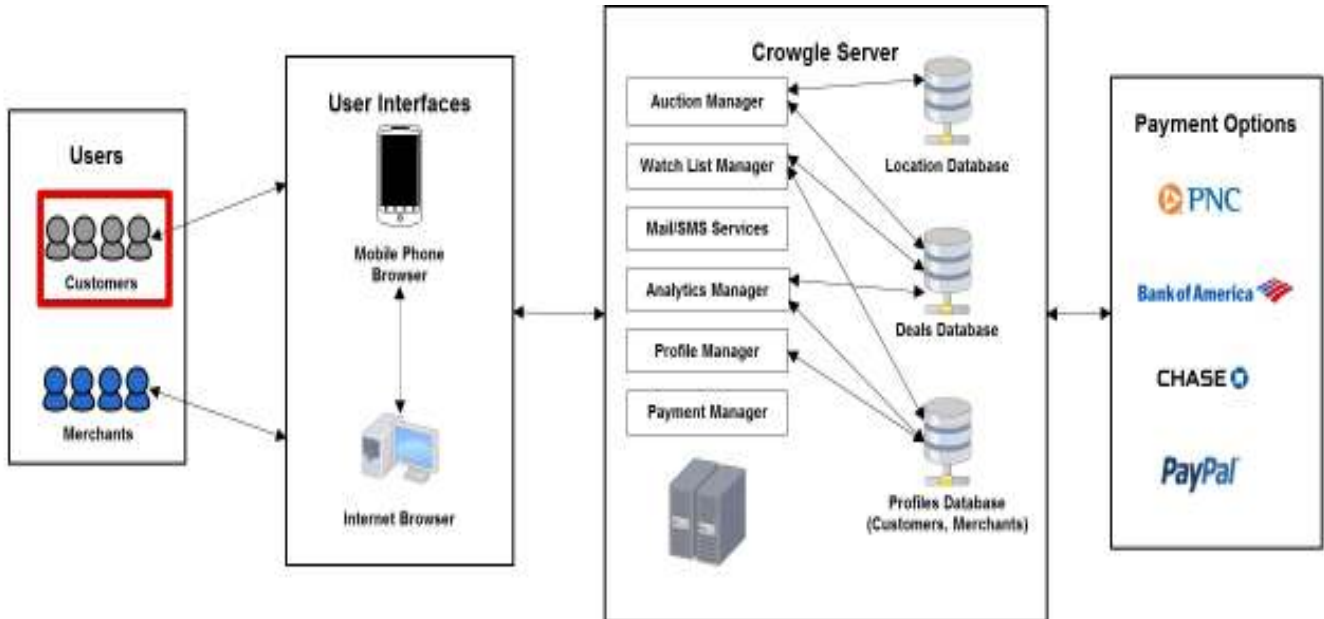 Users
Customers
Merchants
User Interfaces
Mobile Phone
Browser
Internet Browser
Crowgle Server
Auction Manager
Watch List Manager
Mail/SMS Services
Analytics Manager
Profile Manager
Payment Manager
Location Database
Deals Database
Profiles Database
(Customers, Merchants)
Payment Options
PNC
Bank of America
CHASE
PayPal